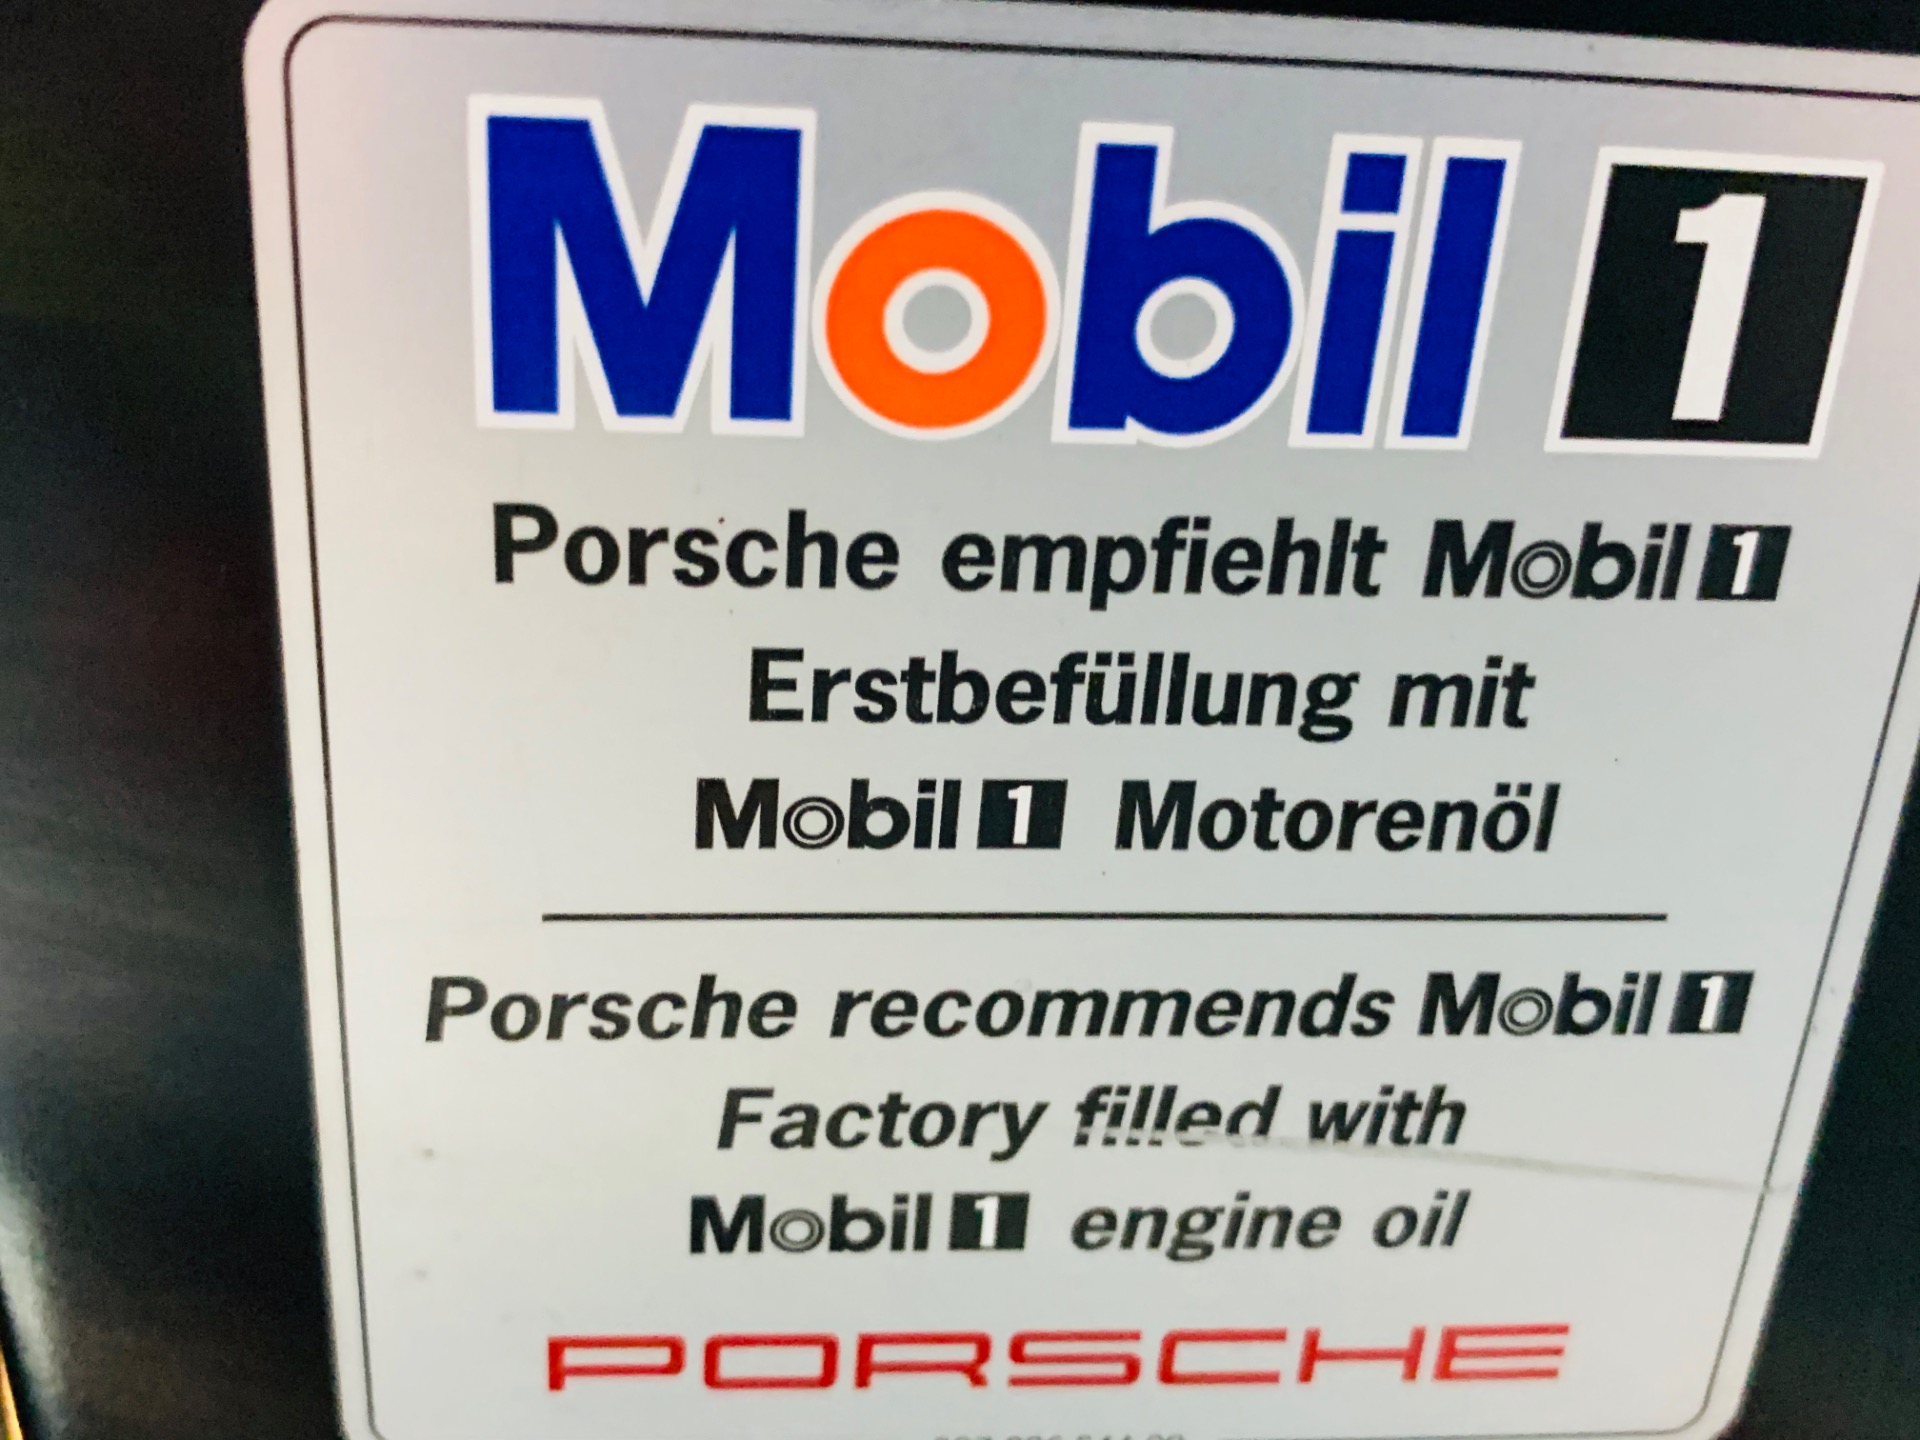 Mobil 1
Porsche empfiehlt Mobil 1
Erstbefüllung mit
Mobil 1 Motorenöl
Porsche recommends Mobil 1
Factory filled with
Mobil 1 engine oil
PORSCHE